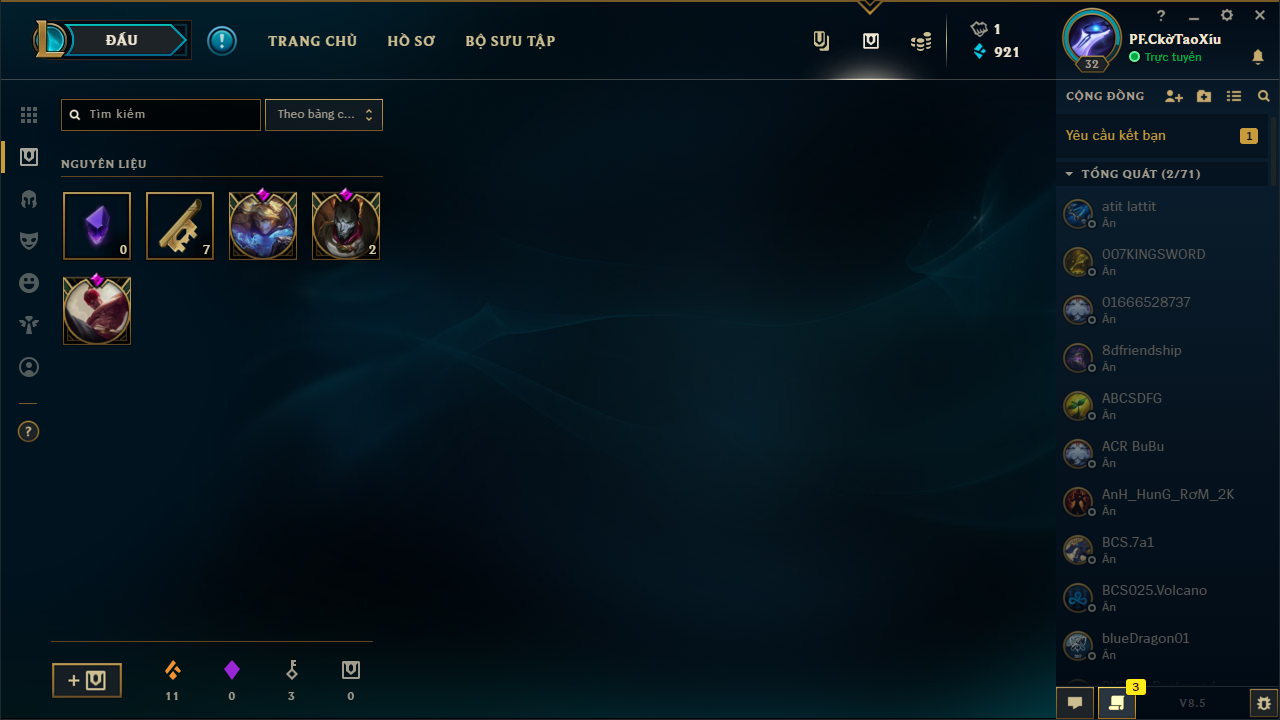 ĐẤU
TRANG CHỦ
HỒ SƠ
BỘ SƯU TẬP
1
921
?
PF.CkờTaoXíu
32
Trực tuyến
Tìm kiếm
Theo bảng c...
NGUYÊN LIỆU
0
7
2
?
11
0
3
0
CỘNG ĐỒNG
Yêu cầu kết bạn
1
TỔNG QUÁT (2/71)
atit lattit
Ẩn
007KINGSWORD
Ẩn
01666528737
Ẩn
8dfriendship
Ẩn
ABCSDFG
Ẩn
ACR BuBu
Ẩn
AnH_HunG_RơM_2K
Ẩn
BCS.7a1
Ẩn
BCS025.Volcano
Ẩn
blueDragon01
Ẩn
3
V8.5